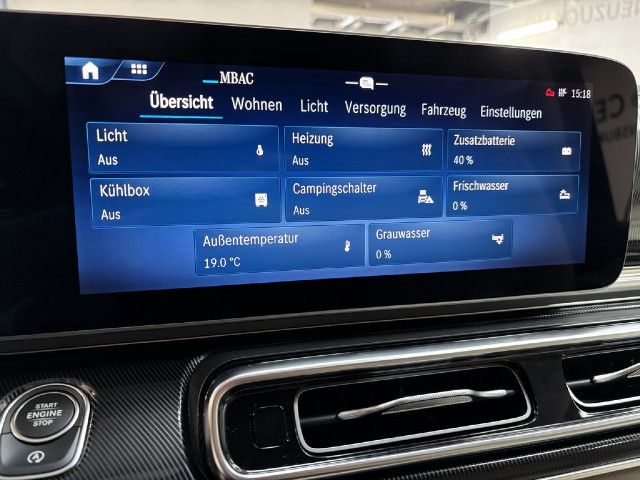 NEUZUGA
MBAC
15:18
Übersicht Wohnen Licht Versorgung Fahrzeug Einstellungen
Licht
Aus
Heizung
Aus
Zusatzbatterie
40 %
Kühlbox
Aus
Campingschalter
Aus
Frischwasser
0 %
Außentemperatur
19.0 °C
Grauwasser
0 %
START
ENGINE
STOP